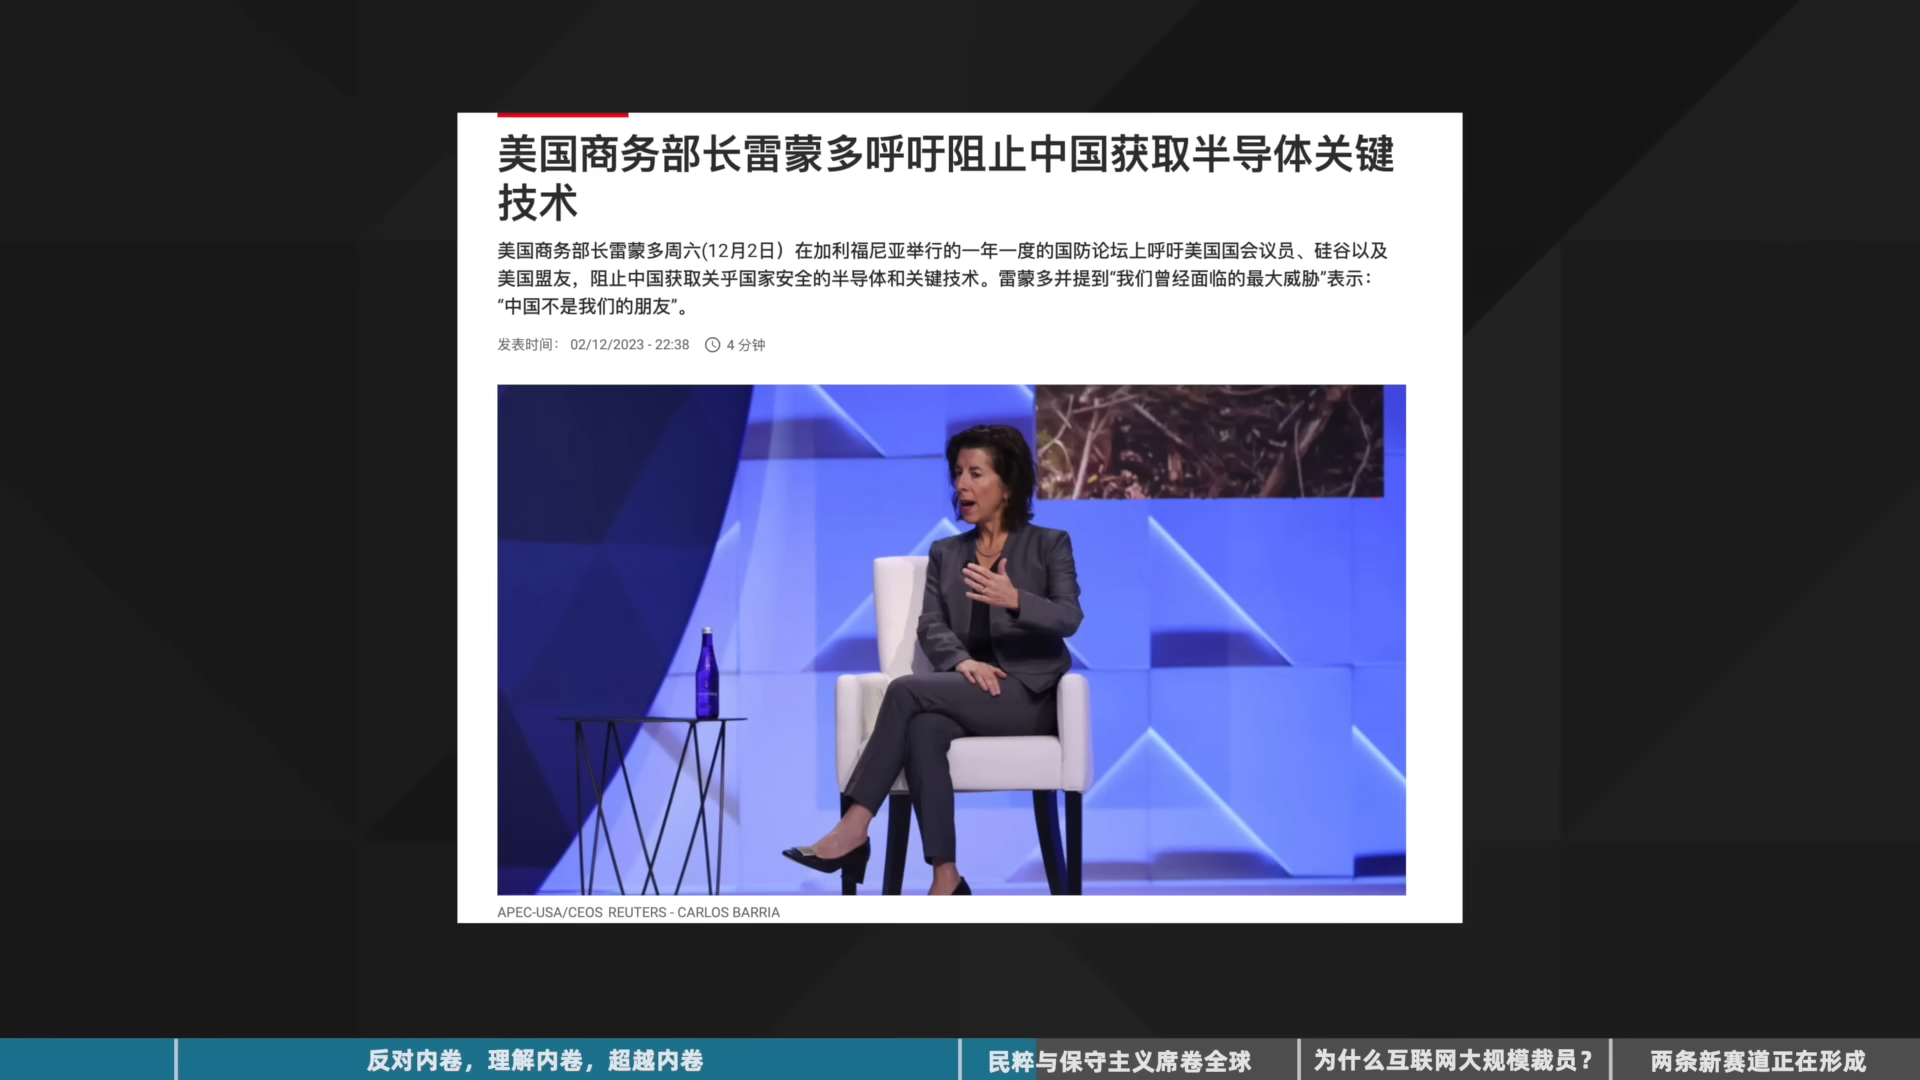 美国商务部长雷蒙多呼吁阻止中国获取半导体关键
技术
美国商务部长雷蒙多周六(12月2日）在加利福尼亚举行的一年一度的国防论坛上呼吁美国国会议员、硅谷以及
美国盟友，阻止中国获取关乎国家安全的半导体和关键技术。雷蒙多并提到“我们曾经面临的最大威胁”表示：
“中国不是我们的朋友”。
发表时间： 02/12/2023 - 22:38 4 分钟
APEC-USA/CEOS REUTERS - CARLOS BARRIA
反对内卷，理解内卷，超越内卷
民粹与保守主义席卷全球
为什么互联网大规模裁员？
两条新赛道正在形成